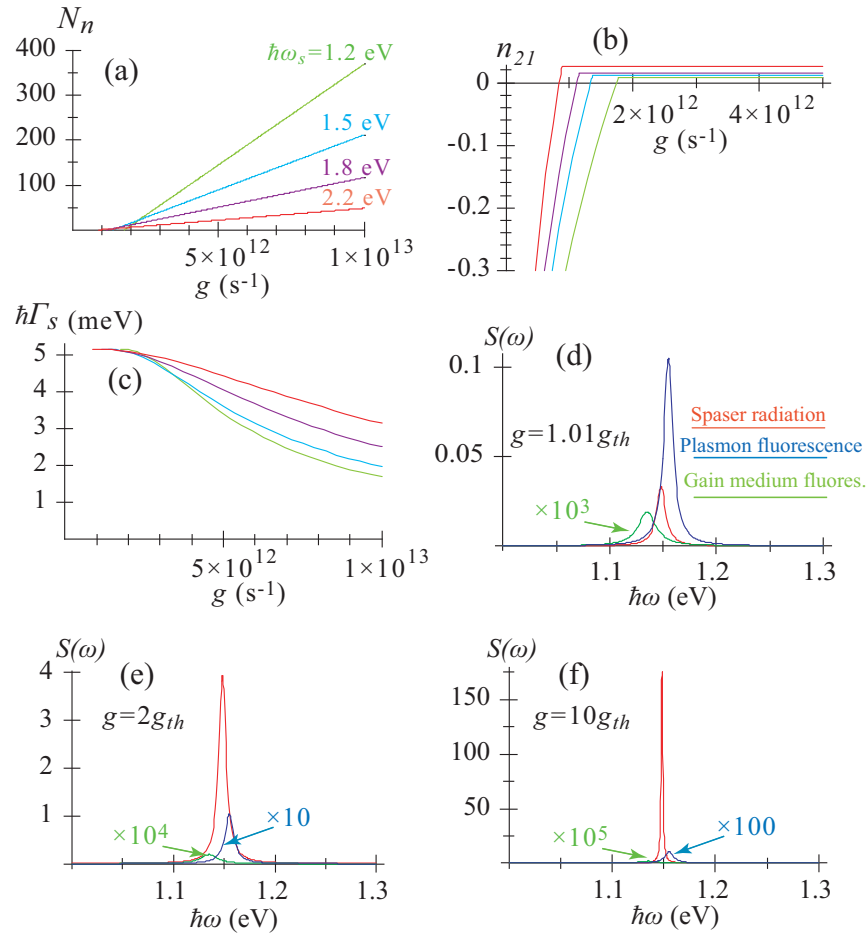 N_n
400
300
200
100
(a)
ħω_s=1.2 eV
1.5 eV
1.8 eV
2.2 eV
5×10^12
1×10^13
g (s^-1)
n_21
(b)
0
-0.1
-0.2
-0.3
2×10^12
4×10^12
g (s^-1)
ħΓ_s (meV)
5
4
3
2
1
(c)
5×10^12
1×10^13
g (s^-1)
S(ω)
(d)
0.1
0.05
g=1.01g_th
Spaser radiation
Plasmon fluorescence
Gain medium fluores.
×10^3
1.1
1.2
1.3
ħω (eV)
S(ω)
(e)
4
3
2
1
g=2g_th
×10^4
×10
1.1
1.2
1.3
ħω (eV)
S(ω)
(f)
150
100
50
g=10g_th
×10^5
×100
1.1
1.2
1.3
ħω (eV)